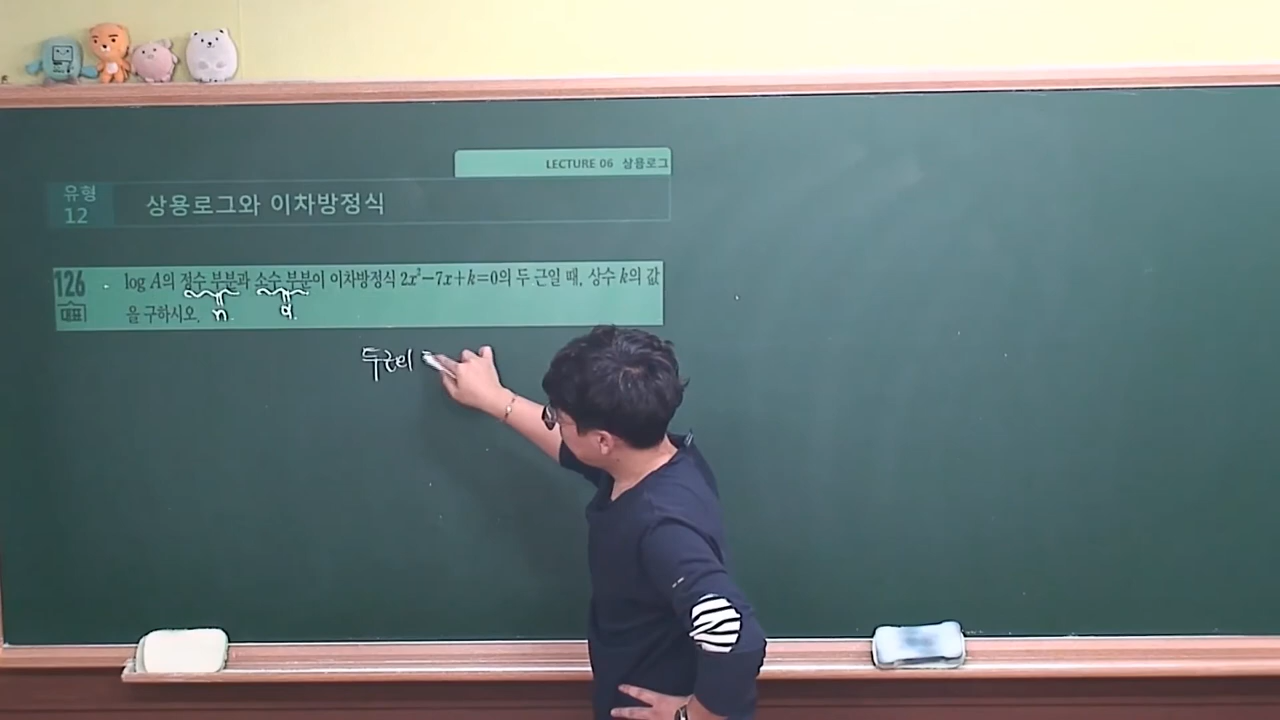 LECTURE 06 상용로그
유형
12
상용로그와 이차방정식
126
대표
log A의 정수 부분과 소수 부분이 이차방정식 2x²−7x+k=0의 두 근일 때, 상수 k의 값
을 구하시오.
n
α
두근이